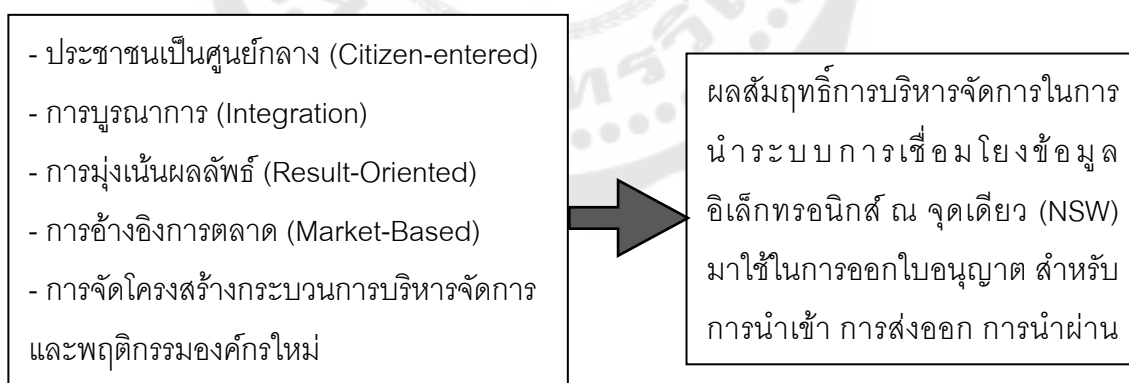 - ประชาชนเป็นศูนย์กลาง (Citizen-entered)
- การบูรณาการ (Integration)
- การมุ่งเน้นผลลัพธ์ (Result-Oriented)
- การอ้างอิงการตลาด (Market-Based)
- การจัดโครงสร้างกระบวนการบริหารจัดการ
และพฤติกรรมองค์กรใหม่
ผลสัมฤทธิ์การบริหารจัดการในการ
นำระบบการเชื่อมโยงข้อมูล
อิเล็กทรอนิกส์ ณ จุดเดียว (NSW)
มาใช้ในการออกใบอนุญาต สำหรับ
การนำเข้า การส่งออก การนำผ่าน